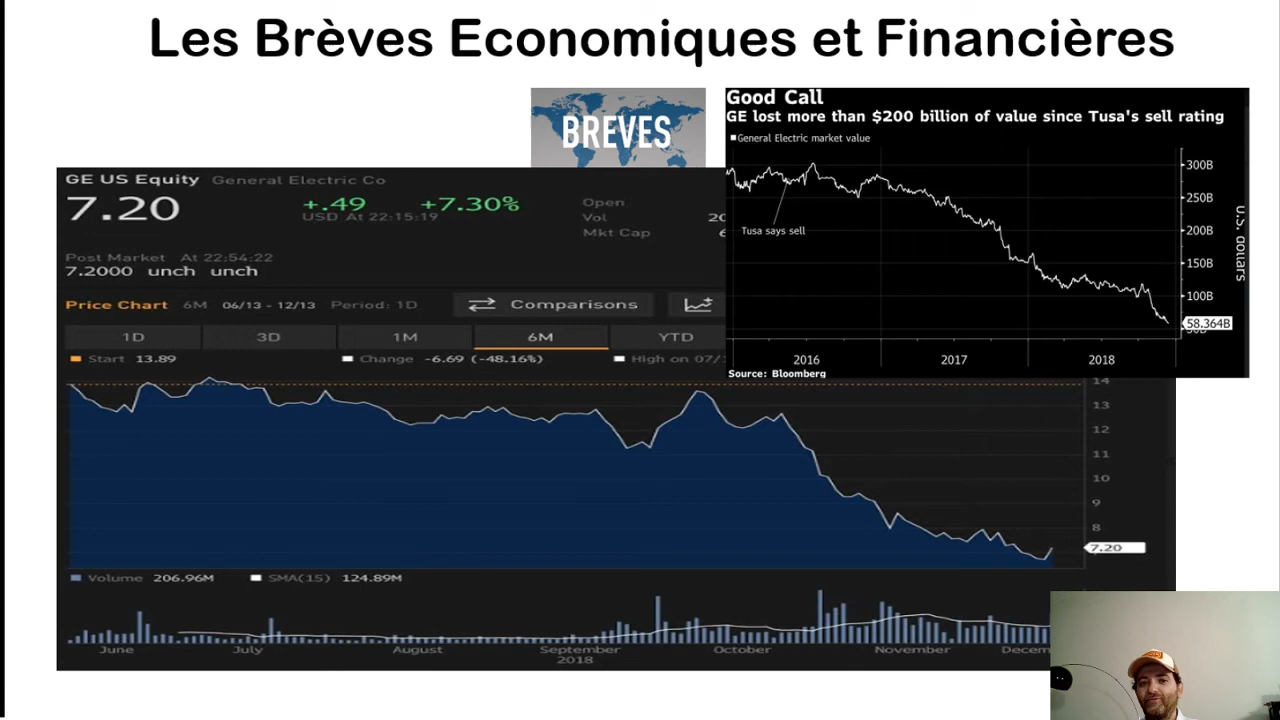 Les Brèves Economiques et Financières
BREVES
Good Call
GE lost more than $200 billion of value since Tusa's sell rating
General Electric market value
300B
250B
200B
150B
100B
58.364B
U.S. dollars
Tusa says sell
2016 2017 2018
Source: Bloomberg
GE US Equity General Electric Co
7.20 +.49 +7.30%
USD At 22:15:19
Open
Vol 20
Mkt Cap
Post Market At 22:54:22
7.2000 unch unch
Price Chart 6M 06/13 - 12/13 Period: 1D Comparisons
1D 3D 1M 6M YTD
Start 13.89 Change -6.69 (-48.16%) High on 07/
14
13
12
11
10
9
8
7.20
Volume 206.96M SMA(15) 124.89M
June July August September October November Decem
2018